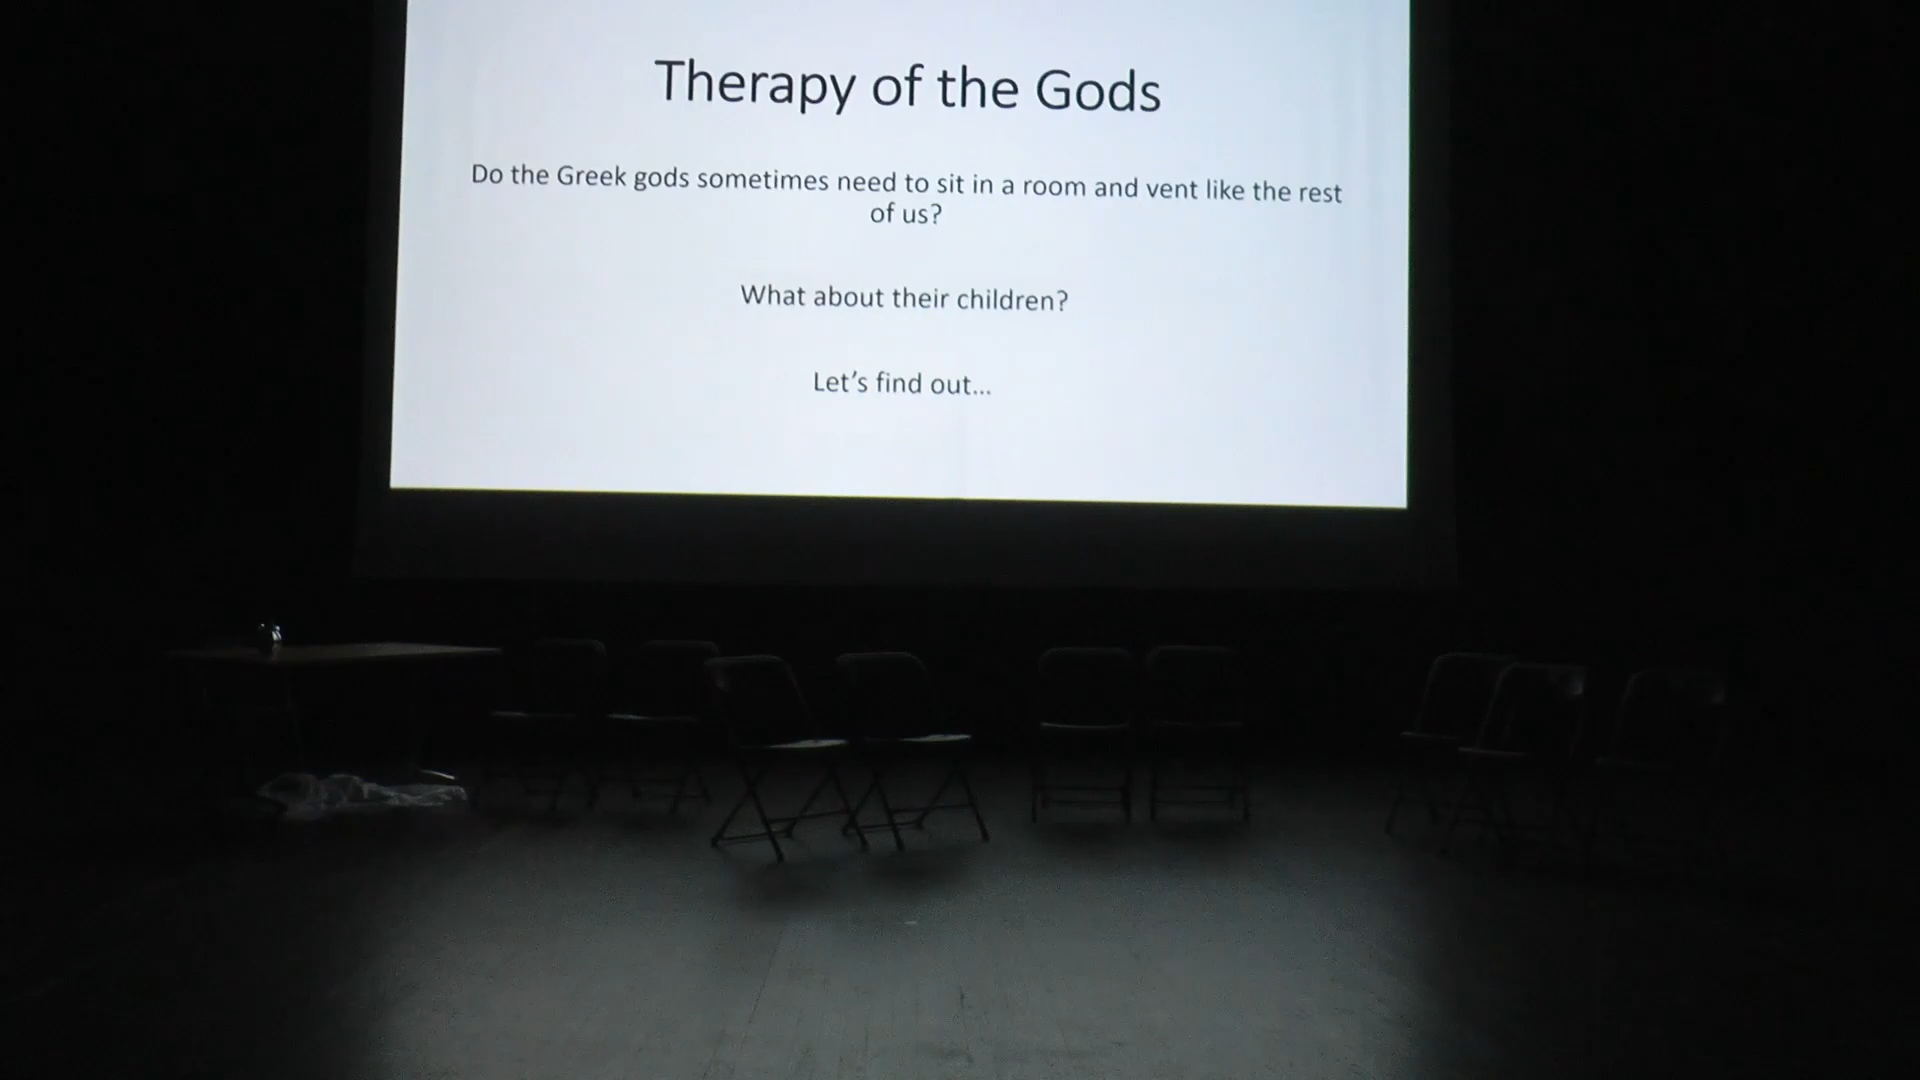 Therapy of the Gods
Do the Greek gods sometimes need to sit in a room and vent like the rest
of us?
What about their children?
Let’s find out...